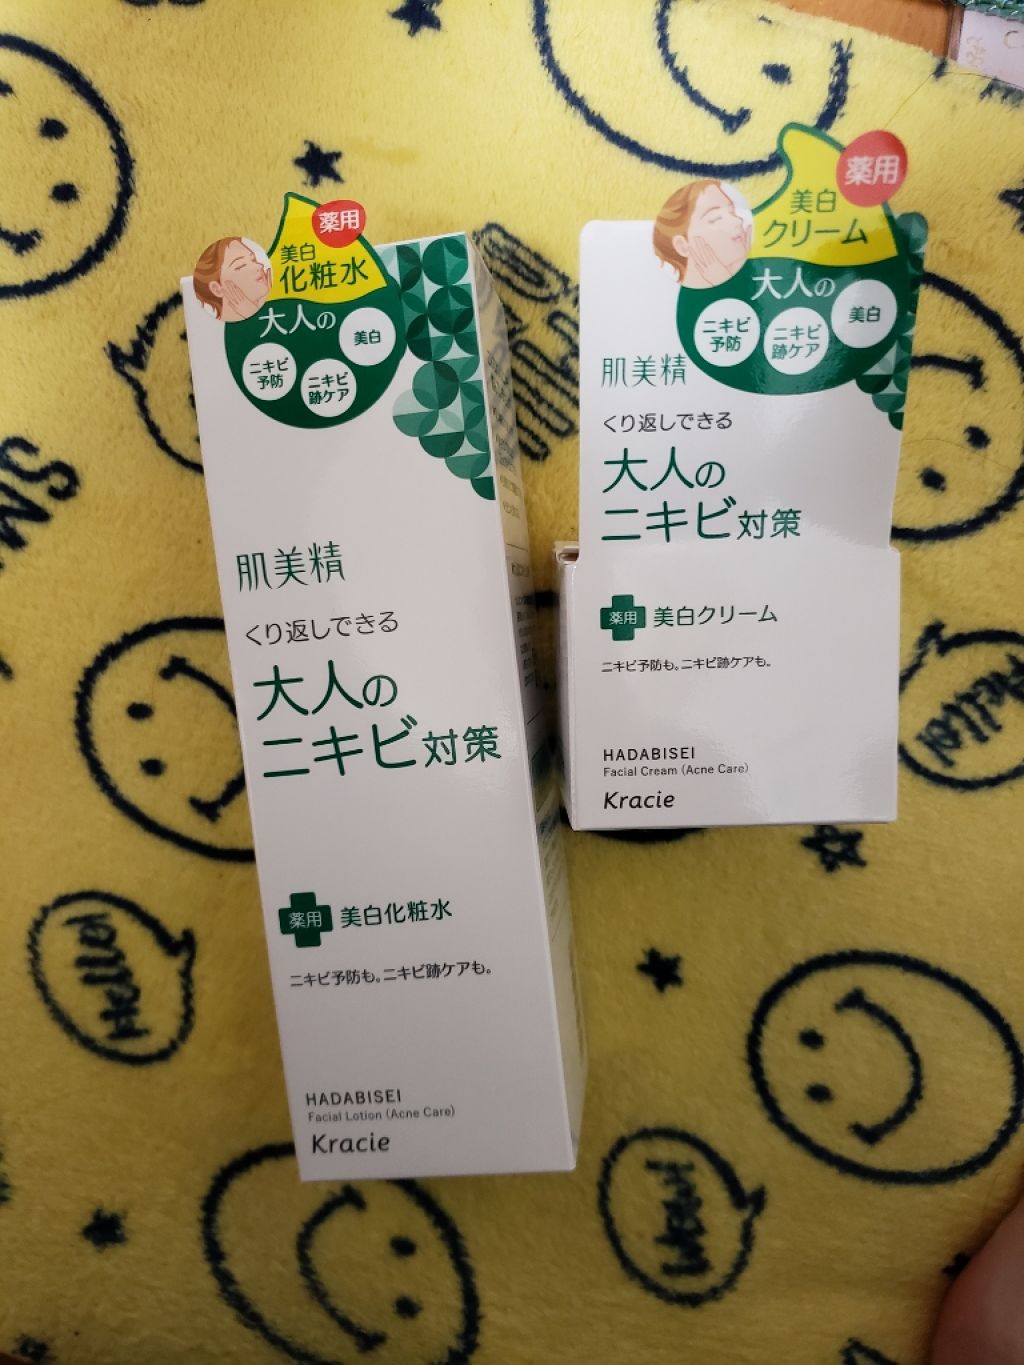 薬用
美白
化粧水
大人の
ニキビ
予防
ニキビ
跡ケア
美白
肌美精
くり返しできる
大人の
ニキビ対策
薬用 美白化粧水
ニキビ予防も。ニキビ跡ケアも。
HADABISEI
Facial Lotion (Acne Care)
Kracie
薬用
美白
クリーム
大人の
ニキビ
予防
ニキビ
跡ケア
美白
肌美精
くり返しできる
大人の
ニキビ対策
薬用 美白クリーム
ニキビ予防も。ニキビ跡ケアも。
HADABISEI
Facial Cream (Acne Care)
Kracie
Hello!
Hello!